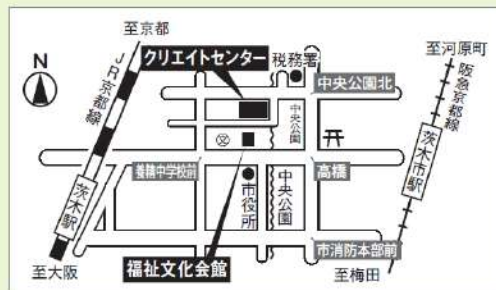 至京都
N
JR京都線
クリエイトセンター
税務署
至河原町
阪急京都線
中央公園北
中央公園
文
養精中学校前
高橋
茨木駅
茨木市駅
市役所
中央公園
市消防本部前
至大阪
福祉文化会館
至梅田